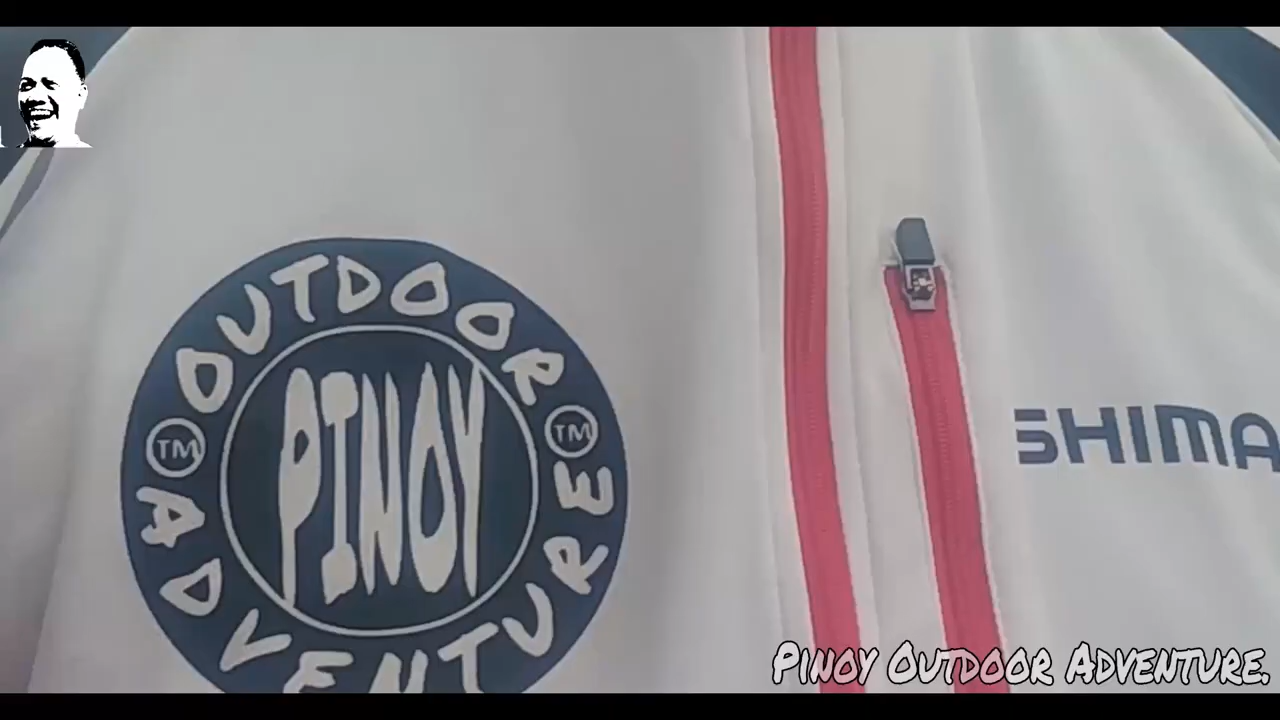 OUTDOOR
TM
PINOY
TM
ADVENTURE
SHIMA
PINOY OUTDOOR ADVENTURE.